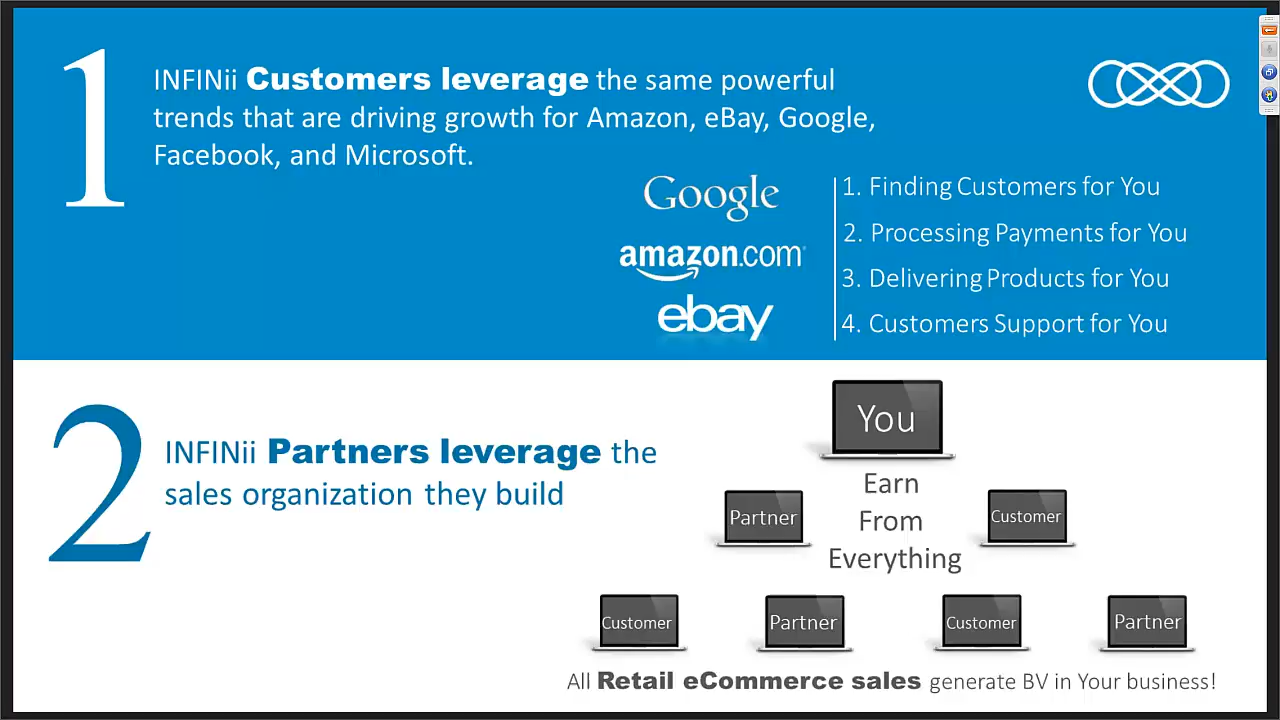 1
INFINii Customers leverage the same powerful
trends that are driving growth for Amazon, eBay, Google,
Facebook, and Microsoft.
Google
amazon.com
ebay
1. Finding Customers for You
2. Processing Payments for You
3. Delivering Products for You
4. Customers Support for You
2
INFINii Partners leverage the
sales organization they build
You
Earn
From
Everything
Partner
Customer
Customer
Partner
Customer
Partner
All Retail eCommerce sales generate BV in Your business!